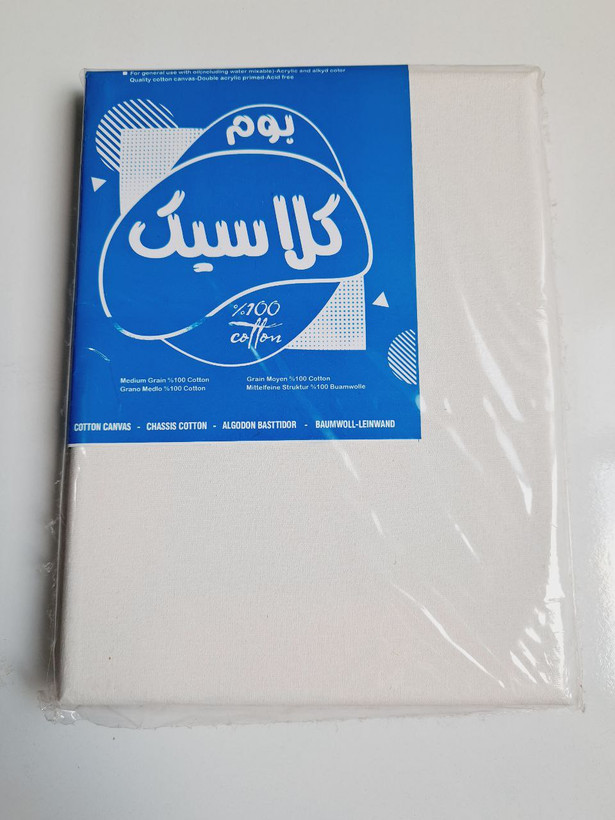 For general use with oil(including water mixable)-Acrylic and alkyd color
Quality cotton canvas-Double acrylic primed-Acid free
بوم
کلاسیک
%100
cotton
Medium Grain %100 Cotton
Grano Medio %100 Cotton
Grain Moyen %100 Cotton
Mittelfeine Struktur %100 Buamwolle
COTTON CANVAS - CHASSIS COTTON - ALGODON BASTTIDOR - BAUMWOLL-LEINWAND